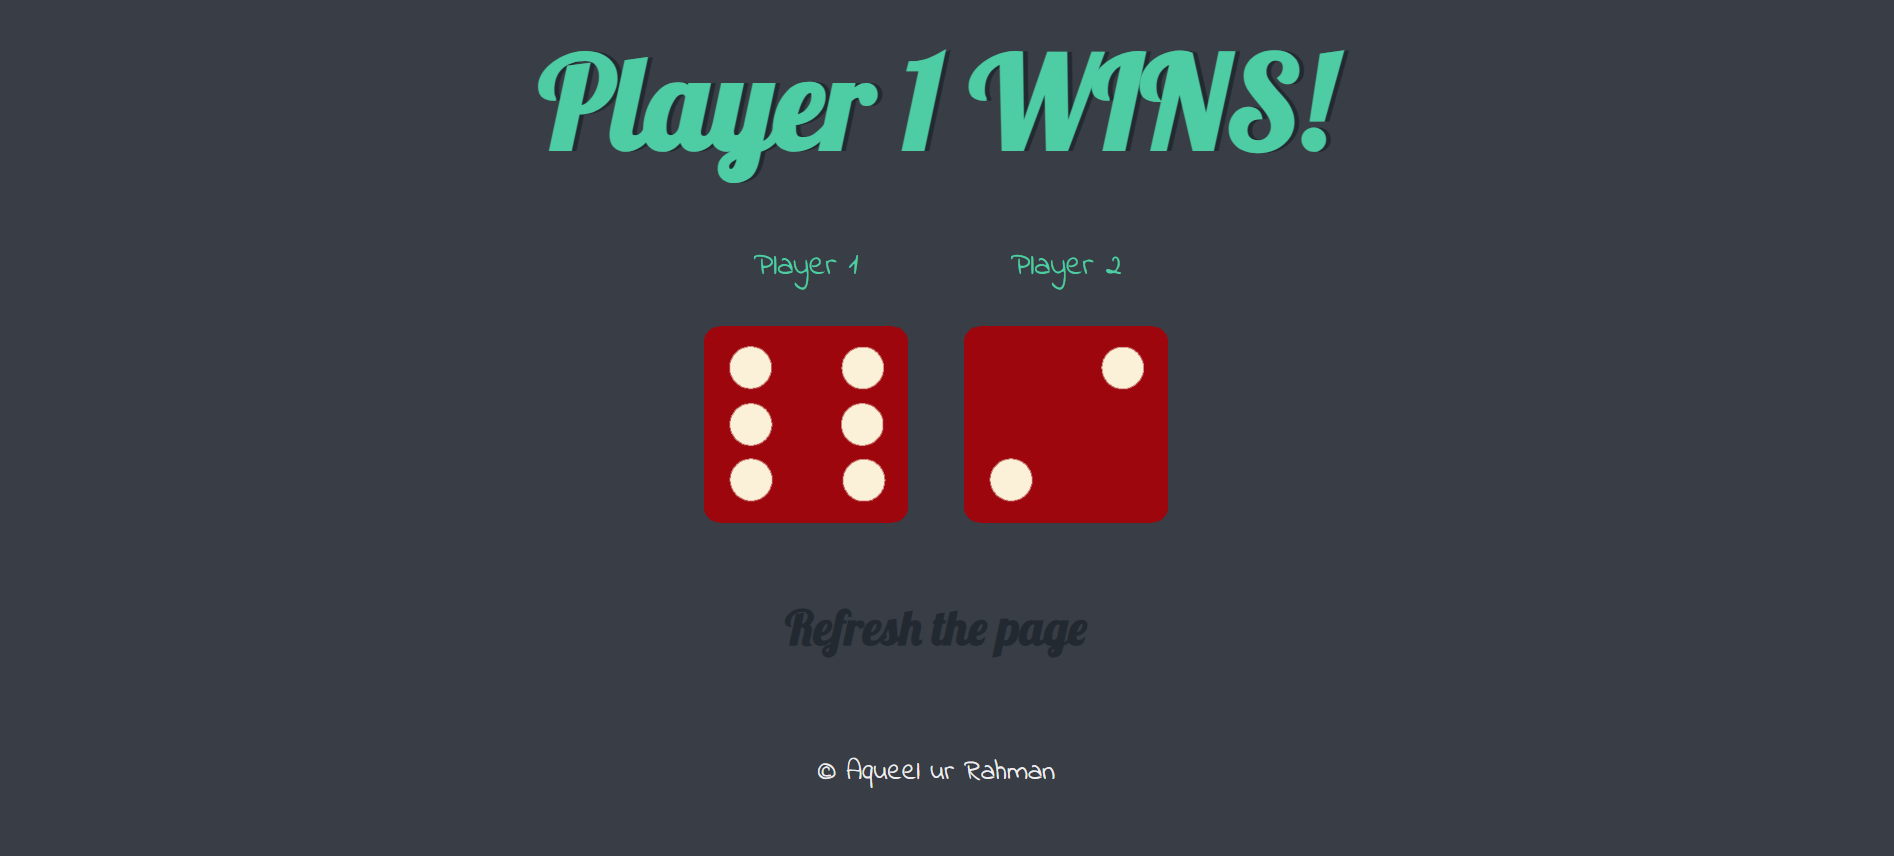 Player 1 WINS!
Player 1 Player 2
Refresh the page
© Aqueel ur Rahman